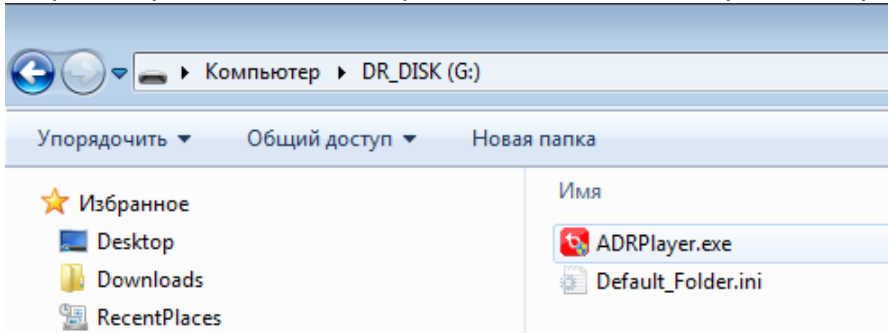 Компьютер DR_DISK (G:)
Упорядочить Общий доступ Новая папка
Избранное
Desktop
Downloads
RecentPlaces
Имя
ADRPlayer.exe
Default_Folder.ini